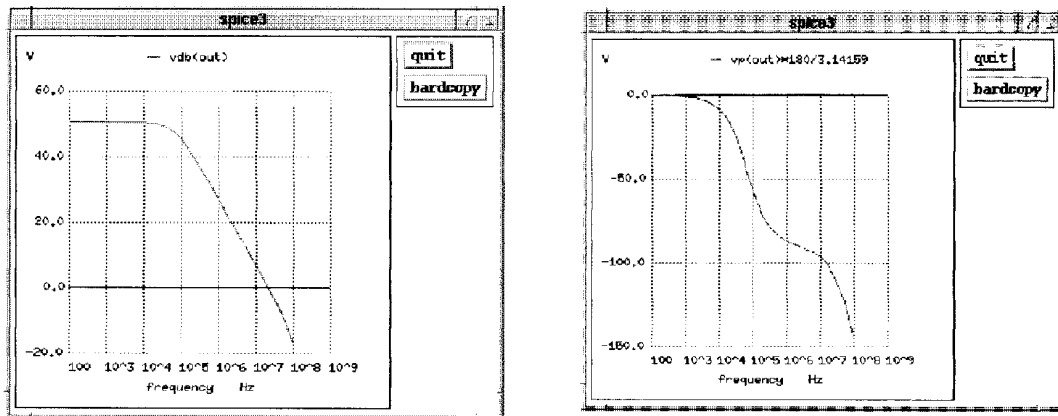 spice3
V
vdb(out)
quit
hardcopy
60.0
40.0
20.0
0.0
-20.0
100 10^3 10^4 10^5 10^6 10^7 10^8 10^9
frequency Hz
spice3
V
vp(out)*180/3.14159
quit
hardcopy
0.0
-50.0
-100.0
-150.0
100 10^3 10^4 10^5 10^6 10^7 10^8 10^9
frequency Hz